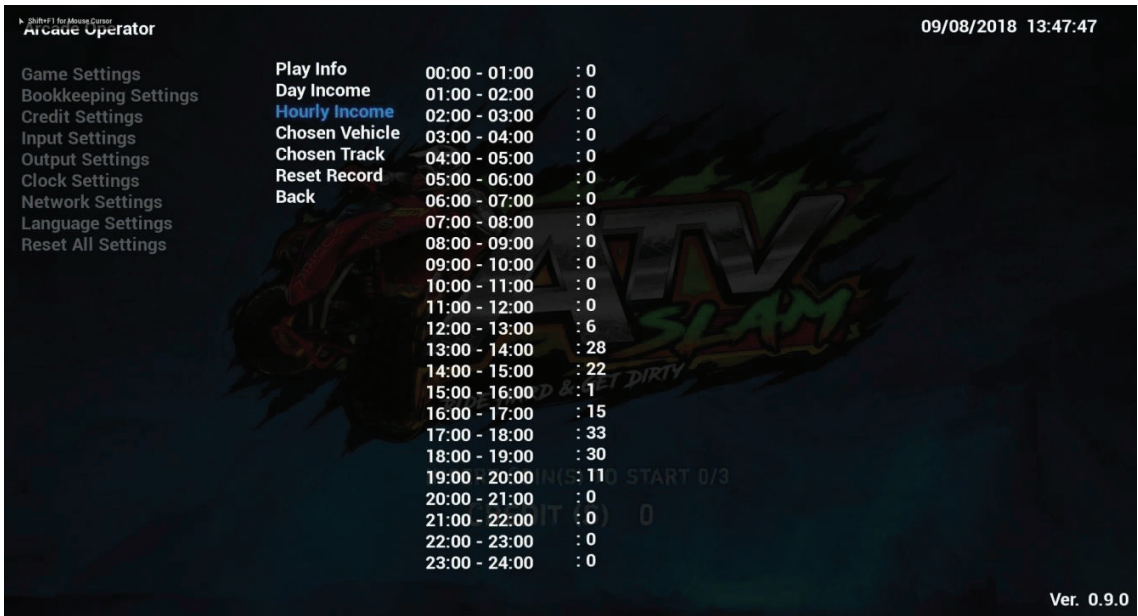 Shift+F1 for Mouse Cursor
Arcade Operator
09/08/2018 13:47:47
Game Settings
Bookkeeping Settings
Credit Settings
Input Settings
Output Settings
Clock Settings
Network Settings
Language Settings
Reset All Settings
Play Info
Day Income
Hourly Income
Chosen Vehicle
Chosen Track
Reset Record
Back
00:00 - 01:00 : 0
01:00 - 02:00 : 0
02:00 - 03:00 : 0
03:00 - 04:00 : 0
04:00 - 05:00 : 0
05:00 - 06:00 : 0
06:00 - 07:00 : 0
07:00 - 08:00 : 0
08:00 - 09:00 : 0
09:00 - 10:00 : 0
10:00 - 11:00 : 0
11:00 - 12:00 : 0
12:00 - 13:00 : 6
13:00 - 14:00 : 28
14:00 - 15:00 : 22
15:00 - 16:00 : 1
16:00 - 17:00 : 15
17:00 - 18:00 : 33
18:00 - 19:00 : 30
19:00 - 20:00 : 11
20:00 - 21:00 : 0
21:00 - 22:00 : 0
22:00 - 23:00 : 0
23:00 - 24:00 : 0
ATV
SLAM
& GET DIRTY
START 0/3
0
Ver. 0.9.0